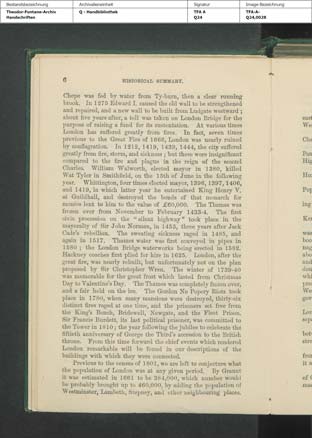 Bestandsbezeichnung Archivalieneinheit Signatur Image-Bezeichnung
Theodor-Fontane-Archiv Q - Handbibliothek TFA A TFA-A-
Handschriften Q24 Q24,0028
6 HISTORICAL SUMMARY.
Chepe was fed by water from Ty-burn, then a clear running
brook. In 1275 Edward I. caused the old wall to be strengthened
and repaired, and a new wall to be built from Ludgate westward;
about five years after, a toll was taken on London Bridge for the
purpose of raising a fund for its restoration. At various times
London has suffered greatly from fires. In fact, seven times
previous to the Great Fire of 1666, London was nearly ruined
by conflagration. In 1212, 1419, 1439, 1444, the city suffered
greatly from fire, storm, and sickness; but these were insignificant
compared to the fire and plague in the reign of the second
Charles. William Walworth, elected mayor in 1380, killed
Wat Tyler in Smithfield, on the 15th of June in the following
year. Whittington, four times elected mayor, 1396, 1397, 1406,
and 1419, in which latter year he entertained King Henry V.
at Guildhall, and destroyed the bonds of that monarch for
monies lent to him to the value of £60,000. The Thames was
frozen over from November to February 1433-4. The first
civic procession on the "silent highway" took place in the
mayoralty of Sir John Norman, in 1453, three years after Jack
Cade's rebellion. The sweating sickness raged in 1485, and
again in 1517. Thames water was first conveyed in pipes in
1580; the London Bridge waterworks being erected in 1582.
Hackney coaches first plied for hire in 1625. London, after the
great fire, was nearly rebuilt, but unfortunately not on the plan
proposed by Sir Christopher Wren. The winter of 1739-40
was memorable for the great frost which lasted from Christmas
Day to Valentine's Day. The Thames was completely frozen over,
and a fair held on the ice. The Gordon No Popery Riots took
place in 1780, when many mansions were destroyed, thirty-six
distinct fires raged at one time, and the prisoners set free from
the King's Bench, Bridewell, Newgate, and the Fleet Prison.
Sir Francis Burdett, its last political prisoner, was committed to
the Tower in 1810; the year following the jubilee to celebrate the
fiftieth anniversary of George the Third's accession to the British
throne. From this time forward the chief events which rendered
London remarkable will be found in our descriptions of the
buildings with which they were connected.
Previous to the census of 1801, we are left to conjecture what
the population of London was at any given period. By Graunt
it was estimated in 1661 to be 384,000, which number would
be probably brought up to 460,000, by adding the population of
Westminster, Lambeth, Stepney, and other neighbouring places.